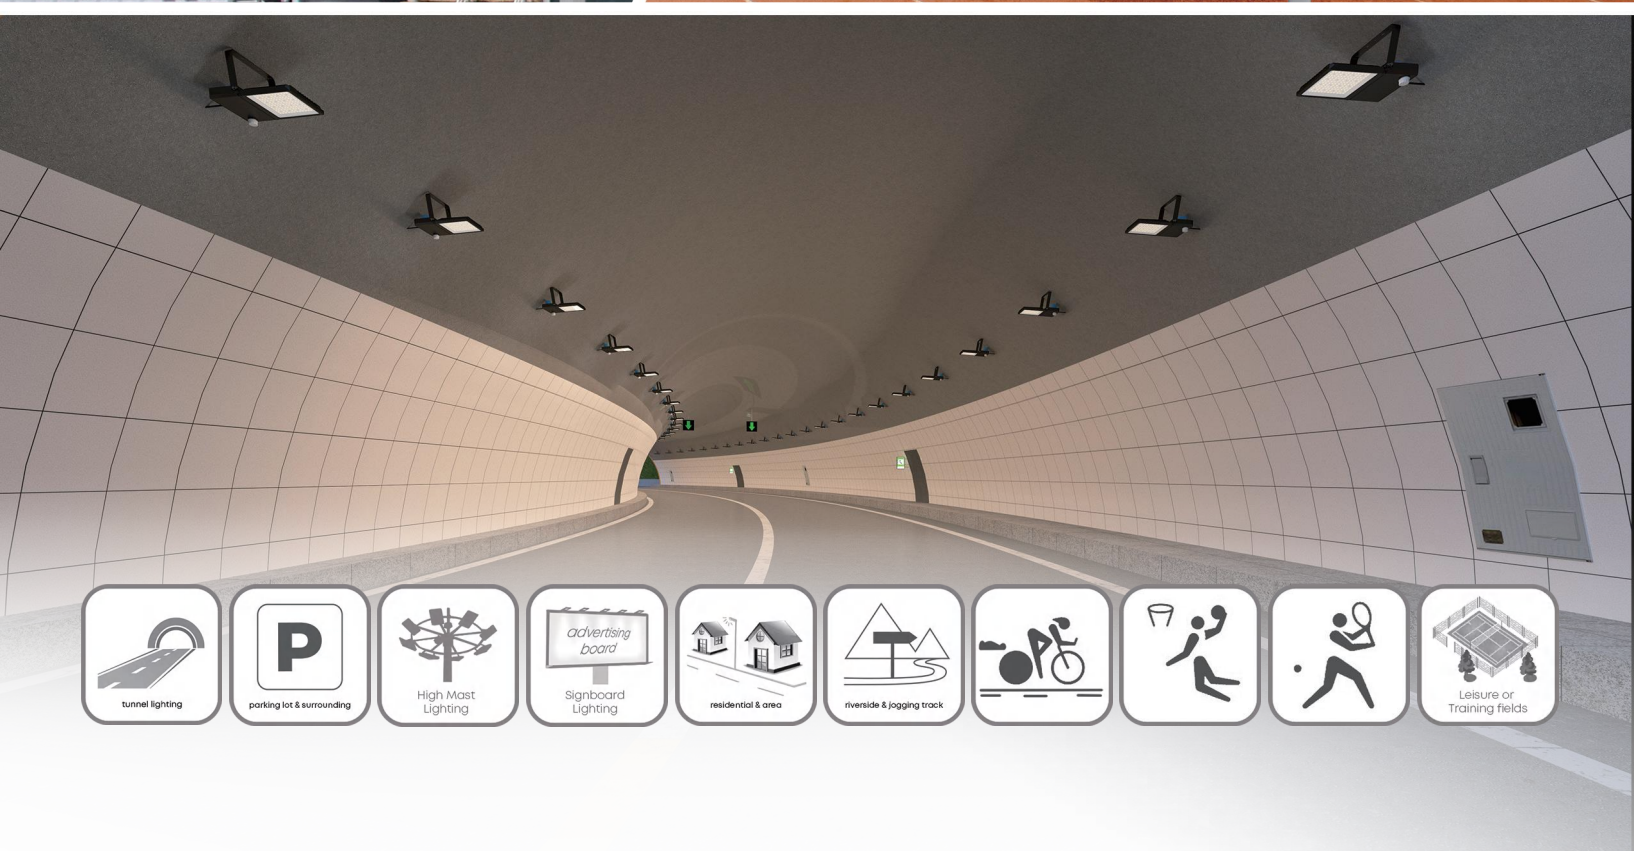 tunnel lighting
P
parking lot & surrounding
High Mast
Lighting
advertising
board
Signboard
Lighting
residential & area
riverside & jogging track
Leisure or
Training fields